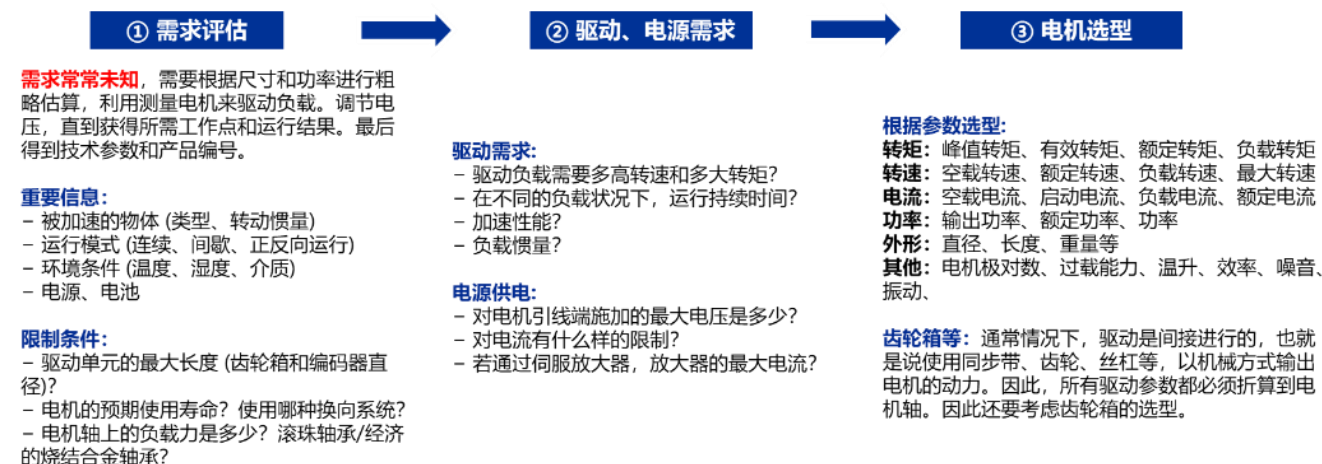 ① 需求评估
需求常常未知，需要根据尺寸和功率进行粗
略估算，利用测量电机来驱动负载。调节电
压，直到获得所需工作点和运行结果。最后
得到技术参数和产品编号。
重要信息:
– 被加速的物体 (类型、转动惯量)
– 运行模式 (连续、间歇、正反向运行)
– 环境条件 (温度、湿度、介质)
– 电源、电池
限制条件:
– 驱动单元的最大长度 (齿轮箱和编码器直
径)?
– 电机的预期使用寿命？使用哪种换向系统?
– 电机轴上的负载力是多少？滚珠轴承/经济
的烧结合金轴承?
② 驱动、电源需求
驱动需求:
– 驱动负载需要多高转速和多大转矩?
– 在不同的负载状况下，运行持续时间?
– 加速性能?
– 负载惯量?
电源供电:
– 对电机引线端施加的最大电压是多少?
– 对电流有什么样的限制?
– 若通过伺服放大器，放大器的最大电流?
③ 电机选型
根据参数选型:
转矩：峰值转矩、有效转矩、额定转矩、负载转矩
转速：空载转速、额定转速、负载转速、最大转速
电流：空载电流、启动电流、负载电流、额定电流
功率：输出功率、额定功率、功率
外形：直径、长度、重量等
其他：电机极对数、过载能力、温升、效率、噪音、
振动、
齿轮箱等：通常情况下，驱动是间接进行的，也就
是说使用同步带、齿轮、丝杠等，以机械方式输出
电机的动力。因此，所有驱动参数都必须折算到电
机轴。因此还要考虑齿轮箱的选型。